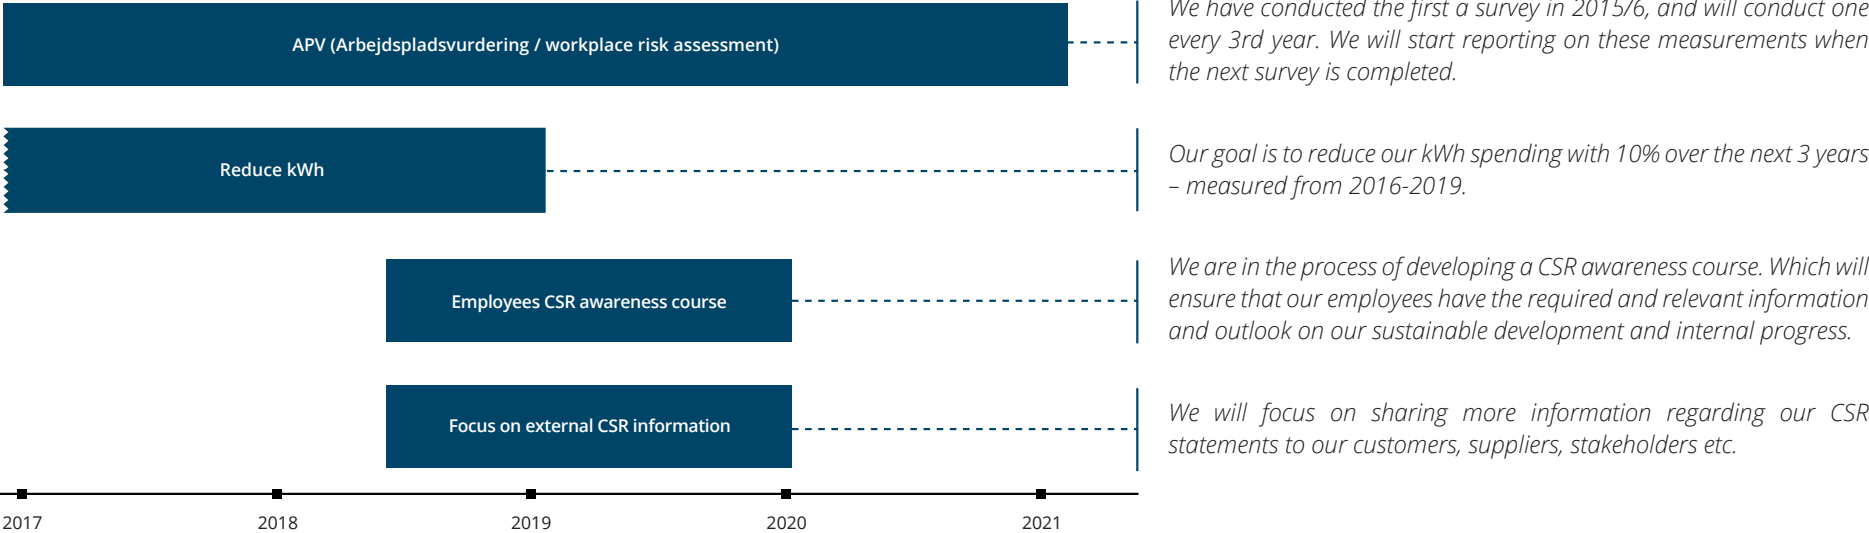 We have conducted the first a survey in 2015/6, and will conduct one
APV (Arbejdspladsvurdering / workplace risk assessment)
every 3rd year. We will start reporting on these measurements when
the next survey is completed.
Reduce kWh
Our goal is to reduce our kWh spending with 10% over the next 3 years
– measured from 2016-2019.
Employees CSR awareness course
We are in the process of developing a CSR awareness course. Which will
ensure that our employees have the required and relevant information
and outlook on our sustainable development and internal progress.
Focus on external CSR information
We will focus on sharing more information regarding our CSR
statements to our customers, suppliers, stakeholders etc.
2017 2018 2019 2020 2021